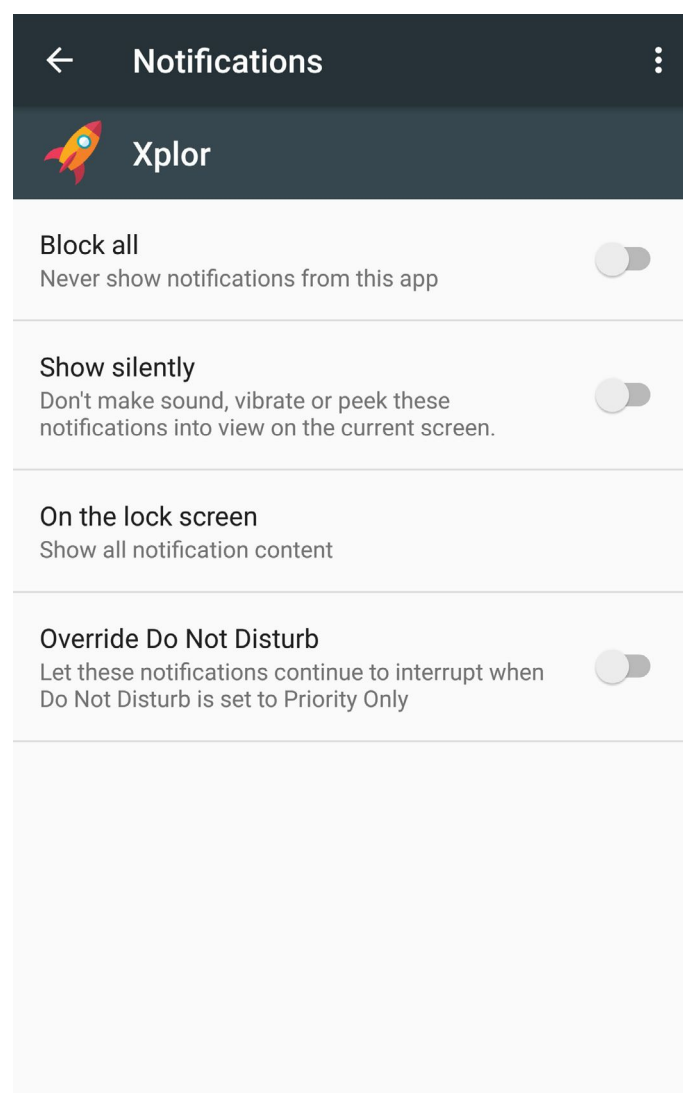 Notifications
Xplor
Block all
Never show notifications from this app
Show silently
Don't make sound, vibrate or peek these
notifications into view on the current screen.
On the lock screen
Show all notification content
Override Do Not Disturb
Let these notifications continue to interrupt when
Do Not Disturb is set to Priority Only